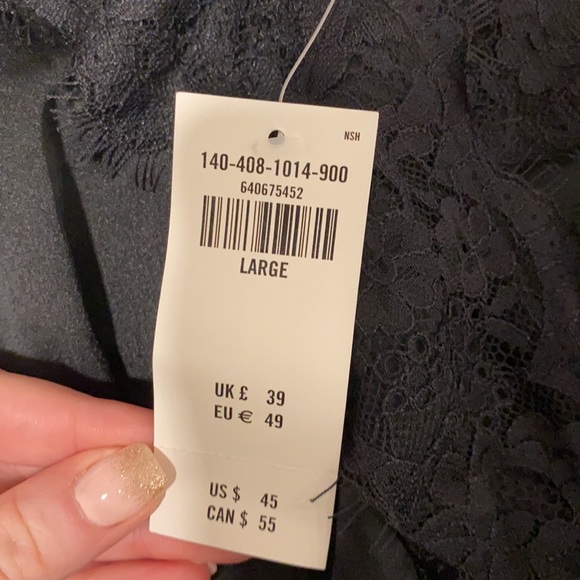 NSH
140-408-1014-900
640675452
LARGE
UK £ 39
EU € 49
US $ 45
CAN $ 55